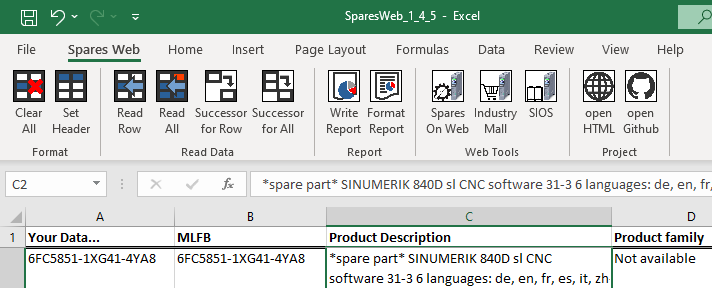 SparesWeb_1_4_5 - Excel
File Spares Web Home Insert Page Layout Formulas Data Review View Developer
Clear All
Set Header
Read Row
Read All
Successor for Row
Successor for All
Write Report
Format Report
Spares On Web
Industry Mall
SIOS
open HTML
open Github
Format Read Data Report Web Tools Project
C2 fx *spare part* SINUMERIK 840D sl CNC software 31-3 6 languages: de, en, fr,
A B C D
1 Your Data... MLFB Product Description Product family
6FC5851-1XG41-4YA8 6FC5851-1XG41-4YA8 *spare part* SINUMERIK 840D sl CNC Not available
software 31-3 6 languages: de, en, fr, es, it, zh-